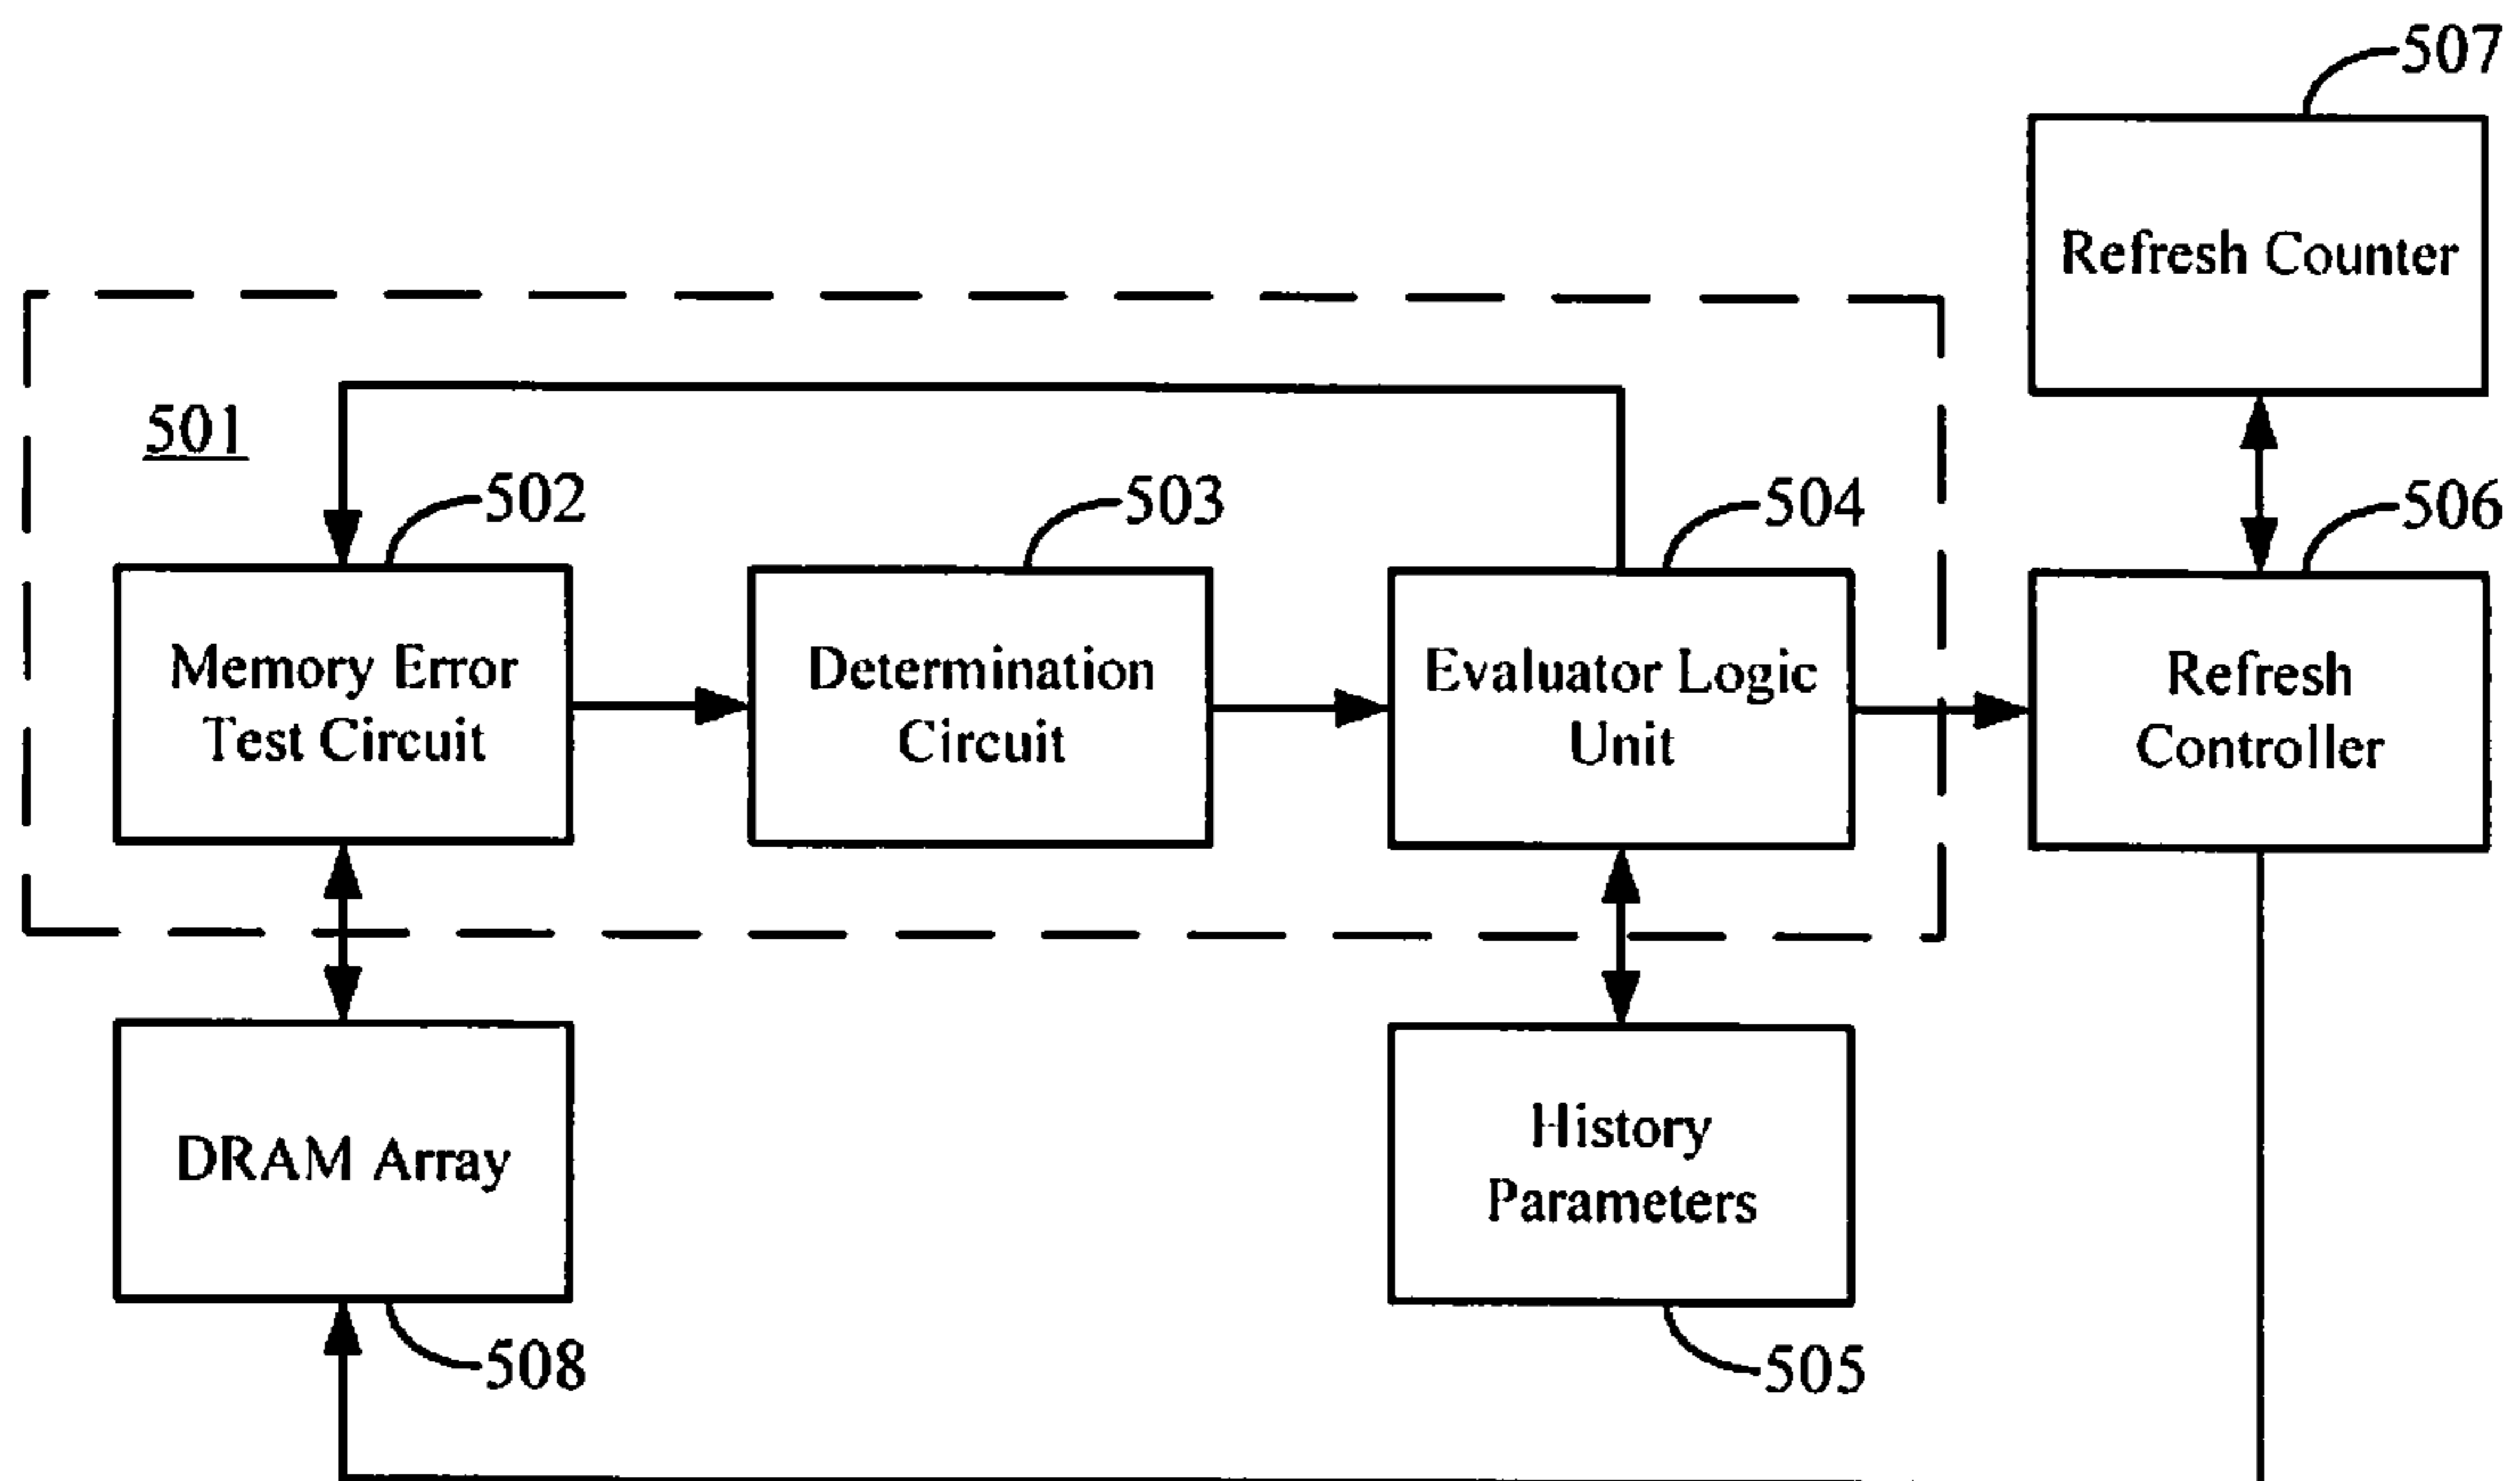 507
Refresh Counter
501
502
503
504
506
Memory Error
Test Circuit
Determination
Circuit
Evaluator Logic
Unit
Refresh
Controller
DRAM Array
History
Parameters
508
505